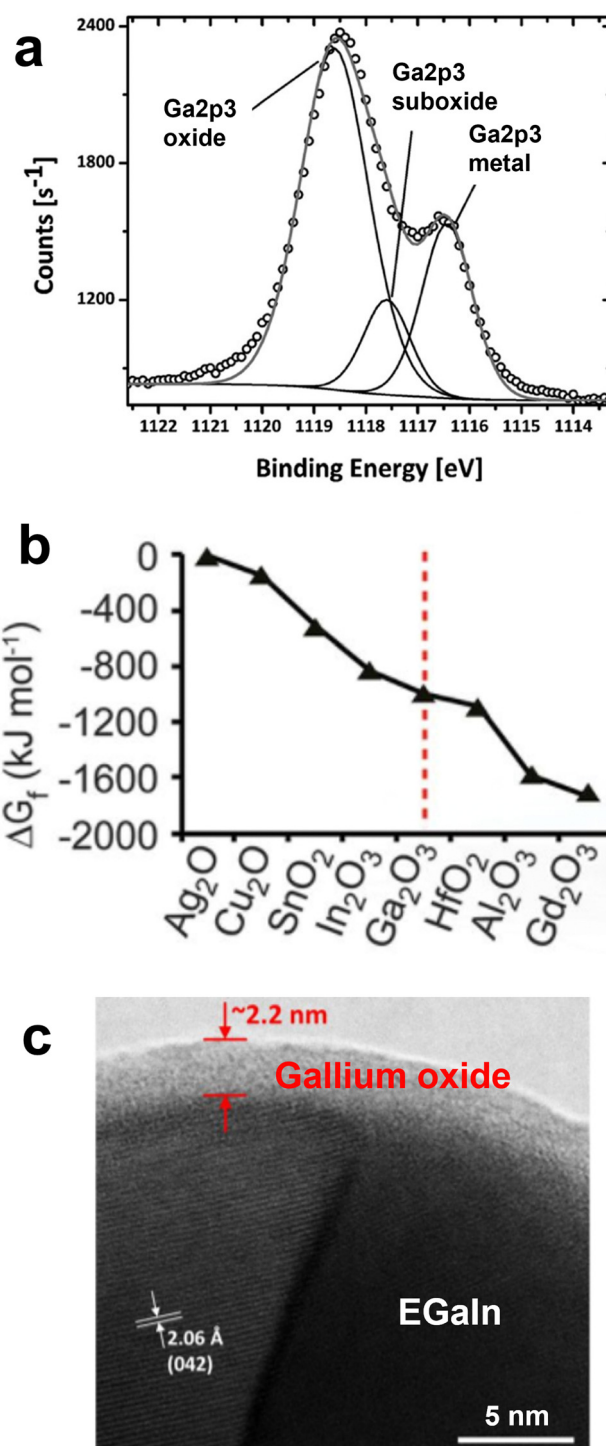 a
2400
1800
1200
Counts [s⁻¹]
Ga2p3
oxide
Ga2p3
suboxide
Ga2p3
metal
1122 1121 1120 1119 1118 1117 1116 1115 1114
Binding Energy [eV]
b
0
-400
-800
-1200
-1600
-2000
ΔG_f (kJ mol⁻¹)
Ag₂O
Cu₂O
SnO₂
In₂O₃
Ga₂O₃
HfO₂
Al₂O₃
Gd₂O₃
c
~2.2 nm
Gallium oxide
EGaIn
2.06 Å
(042)
5 nm